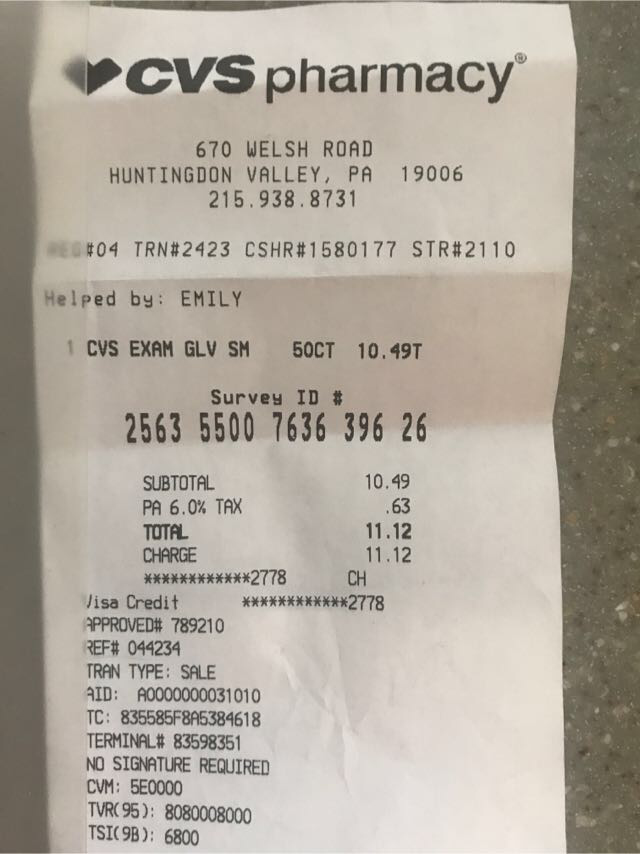 CVS pharmacy®
670 WELSH ROAD
HUNTINGDON VALLEY, PA 19006
215.938.8731
REG#04 TRN#2423 CSHR#1580177 STR#2110
Helped by: EMILY
1 CVS EXAM GLV SM 50CT 10.49T
Survey ID #
2563 5500 7636 396 26
SUBTOTAL 10.49
PA 6.0% TAX .63
TOTAL 11.12
CHARGE 11.12
************2778 CH
Visa Credit ************2778
APPROVED# 789210
REF# 044234
TRAN TYPE: SALE
AID: A0000000031010
TC: 835585F8A5384618
TERMINAL# 83598351
NO SIGNATURE REQUIRED
CVM: 5E0000
TVR(95): 8080008000
TSI(9B): 6800